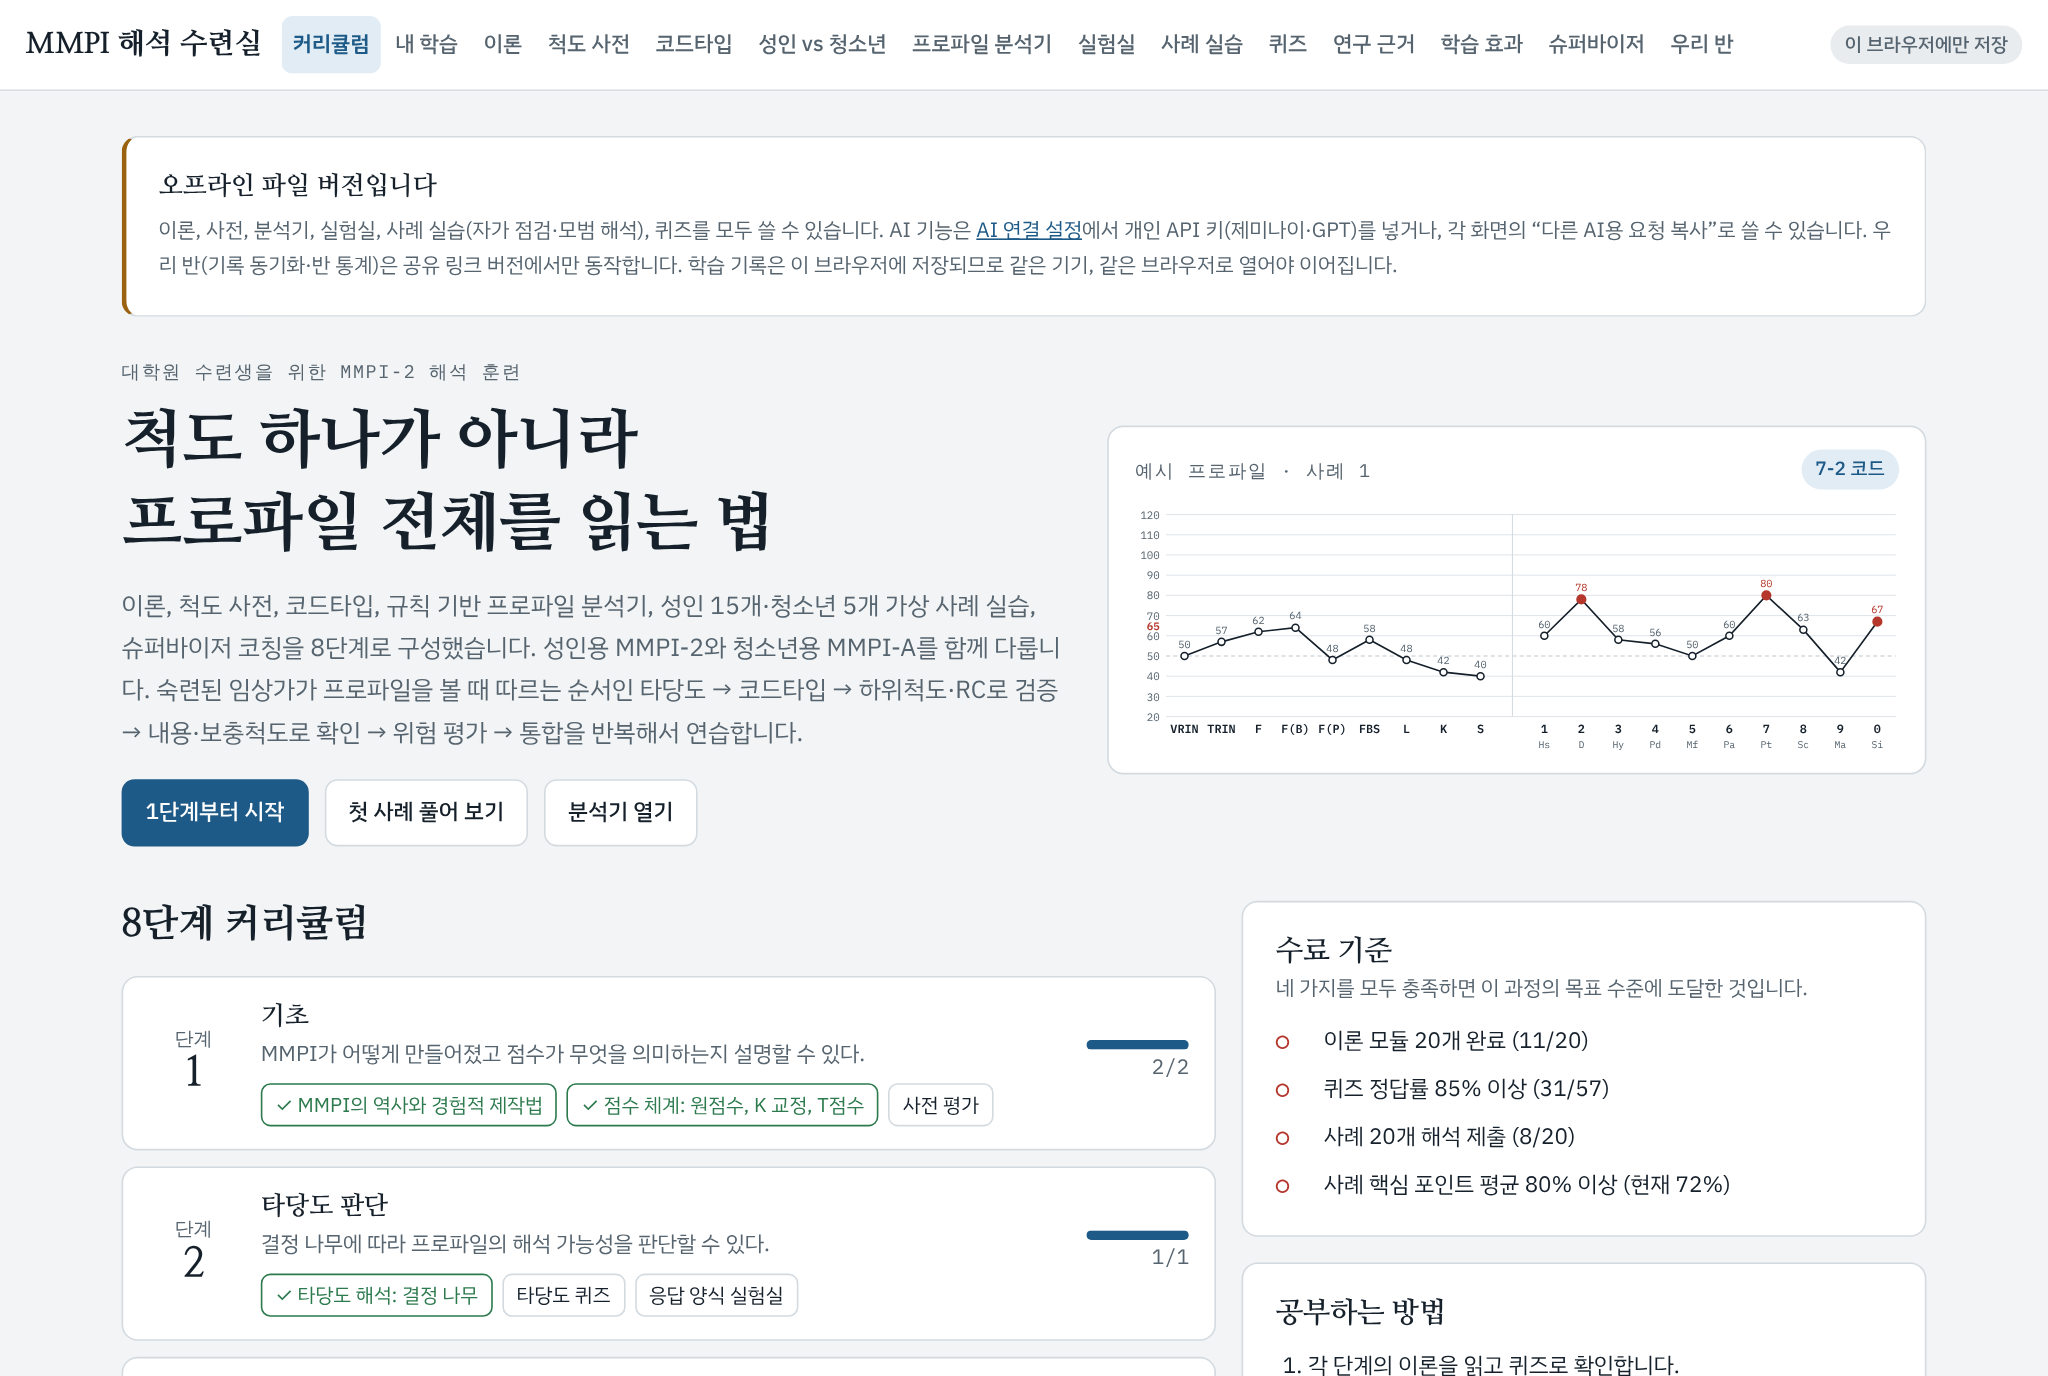 MMPI 해석 수련실 커리큘럼 내 학습 이론 척도 사전 코드타입 성인 vs 청소년 프로파일 분석기 실험실 사례 실습 퀴즈 연구 근거 학습 효과 슈퍼바이저 우리 반 이 브라우저에만 저장
오프라인 파일 버전입니다
이론, 사전, 분석기, 실험실, 사례 실습(자가 점검·모범 해석), 퀴즈를 모두 쓸 수 있습니다. AI 기능은 AI 연결 설정에서 개인 API 키(제미나이·GPT)를 넣거나, 각 화면의 “다른 AI용 요청 복사”로 쓸 수 있습니다. 우
리 반(기록 동기화·반 통계)은 공유 링크 버전에서만 동작합니다. 학습 기록은 이 브라우저에 저장되므로 같은 기기, 같은 브라우저로 열어야 이어집니다.
대학원 수련생을 위한 MMPI-2 해석 훈련
척도 하나가 아니라
프로파일 전체를 읽는 법
이론, 척도 사전, 코드타입, 규칙 기반 프로파일 분석기, 성인 15개·청소년 5개 가상 사례 실습,
슈퍼바이저 코칭을 8단계로 구성했습니다. 성인용 MMPI-2와 청소년용 MMPI-A를 함께 다룹니
다. 숙련된 임상가가 프로파일을 볼 때 따르는 순서인 타당도 → 코드타입 → 하위척도·RC로 검증
→ 내용·보충척도로 확인 → 위험 평가 → 통합을 반복해서 연습합니다.
1단계부터 시작 첫 사례 풀어 보기 분석기 열기
예시 프로파일 · 사례 1 7-2 코드
120
110
100
90
80
70
65
60
50
40
30
20
50 57 62 64 48 58 48 42 40 60 78 58 56 50 60 80 63 42 67
VRIN TRIN F F(B) F(P) FBS L K S 1 2 3 4 5 6 7 8 9 0
Hs D Hy Pd Mf Pa Pt Sc Ma Si
8단계 커리큘럼
단계
1
기초
MMPI가 어떻게 만들어졌고 점수가 무엇을 의미하는지 설명할 수 있다.
✓ MMPI의 역사와 경험적 제작법 ✓ 점수 체계: 원점수, K 교정, T점수 사전 평가
2/2
단계
2
타당도 판단
결정 나무에 따라 프로파일의 해석 가능성을 판단할 수 있다.
✓ 타당도 해석: 결정 나무 타당도 퀴즈 응답 양식 실험실
1/1
수료 기준
네 가지를 모두 충족하면 이 과정의 목표 수준에 도달한 것입니다.
이론 모듈 20개 완료 (11/20)
퀴즈 정답률 85% 이상 (31/57)
사례 20개 해석 제출 (8/20)
사례 핵심 포인트 평균 80% 이상 (현재 72%)
공부하는 방법
1. 각 단계의 이론을 읽고 퀴즈로 확인합니다.